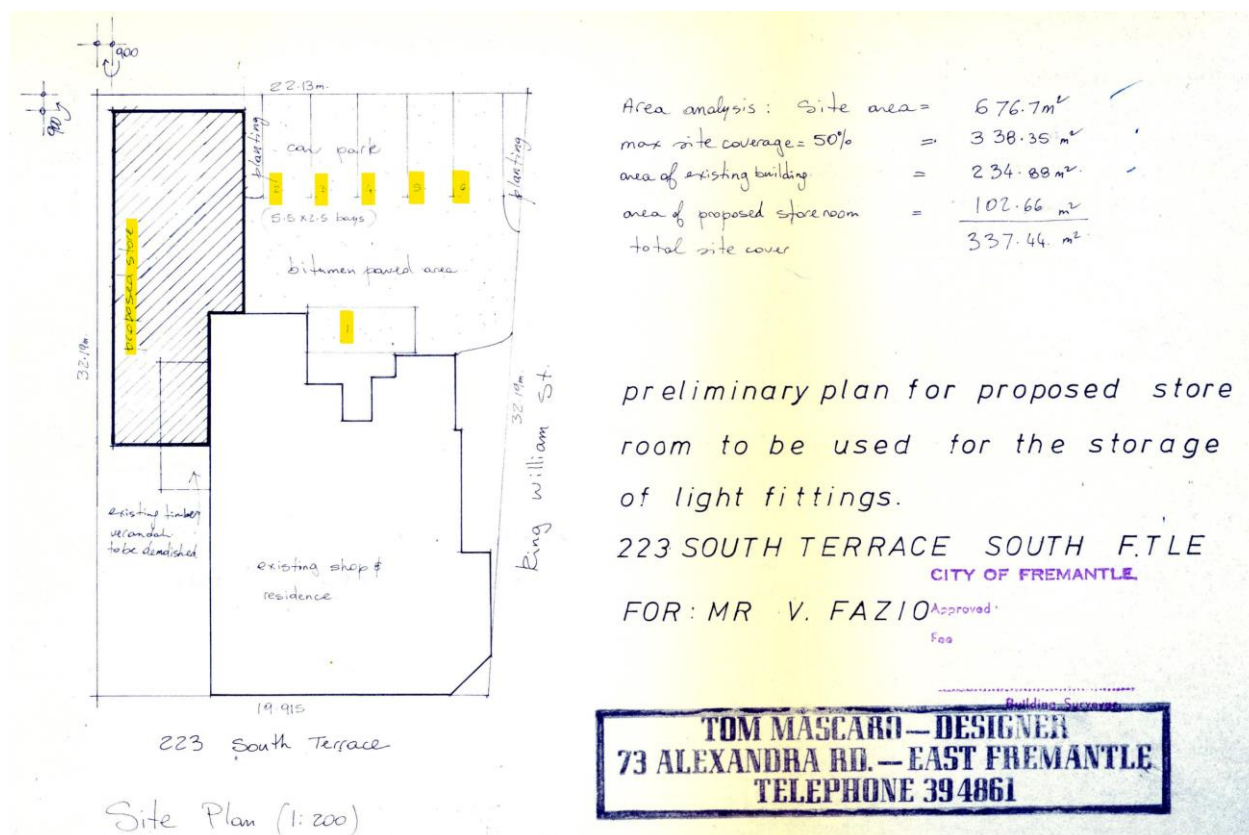 900
900
22.13m.
planting
car park
planting
2
3
4
5
6
(5.5 x 2.5 bays)
proposed store
bitumen paved area
1
32.19m.
32.19m.
King William St.
existing timber
verandah
to be demolished
existing shop &
residence
19.915
223 South Terrace
Site Plan (1:200)
Area analysis: Site area = 676.7m²
max site coverage = 50% = 338.35 m²
area of existing building = 234.88 m².
area of proposed storeroom = 102.66 m²
total site cover 337.44 m²
preliminary plan for proposed store
room to be used for the storage
of light fittings.
223 SOUTH TERRACE SOUTH F.TLE
CITY OF FREMANTLE
FOR: MR V. FAZIO
Approved
Fee
Building Surveyor
TOM MASCARO — DESIGNER
73 ALEXANDRA RD. — EAST FREMANTLE
TELEPHONE 394861